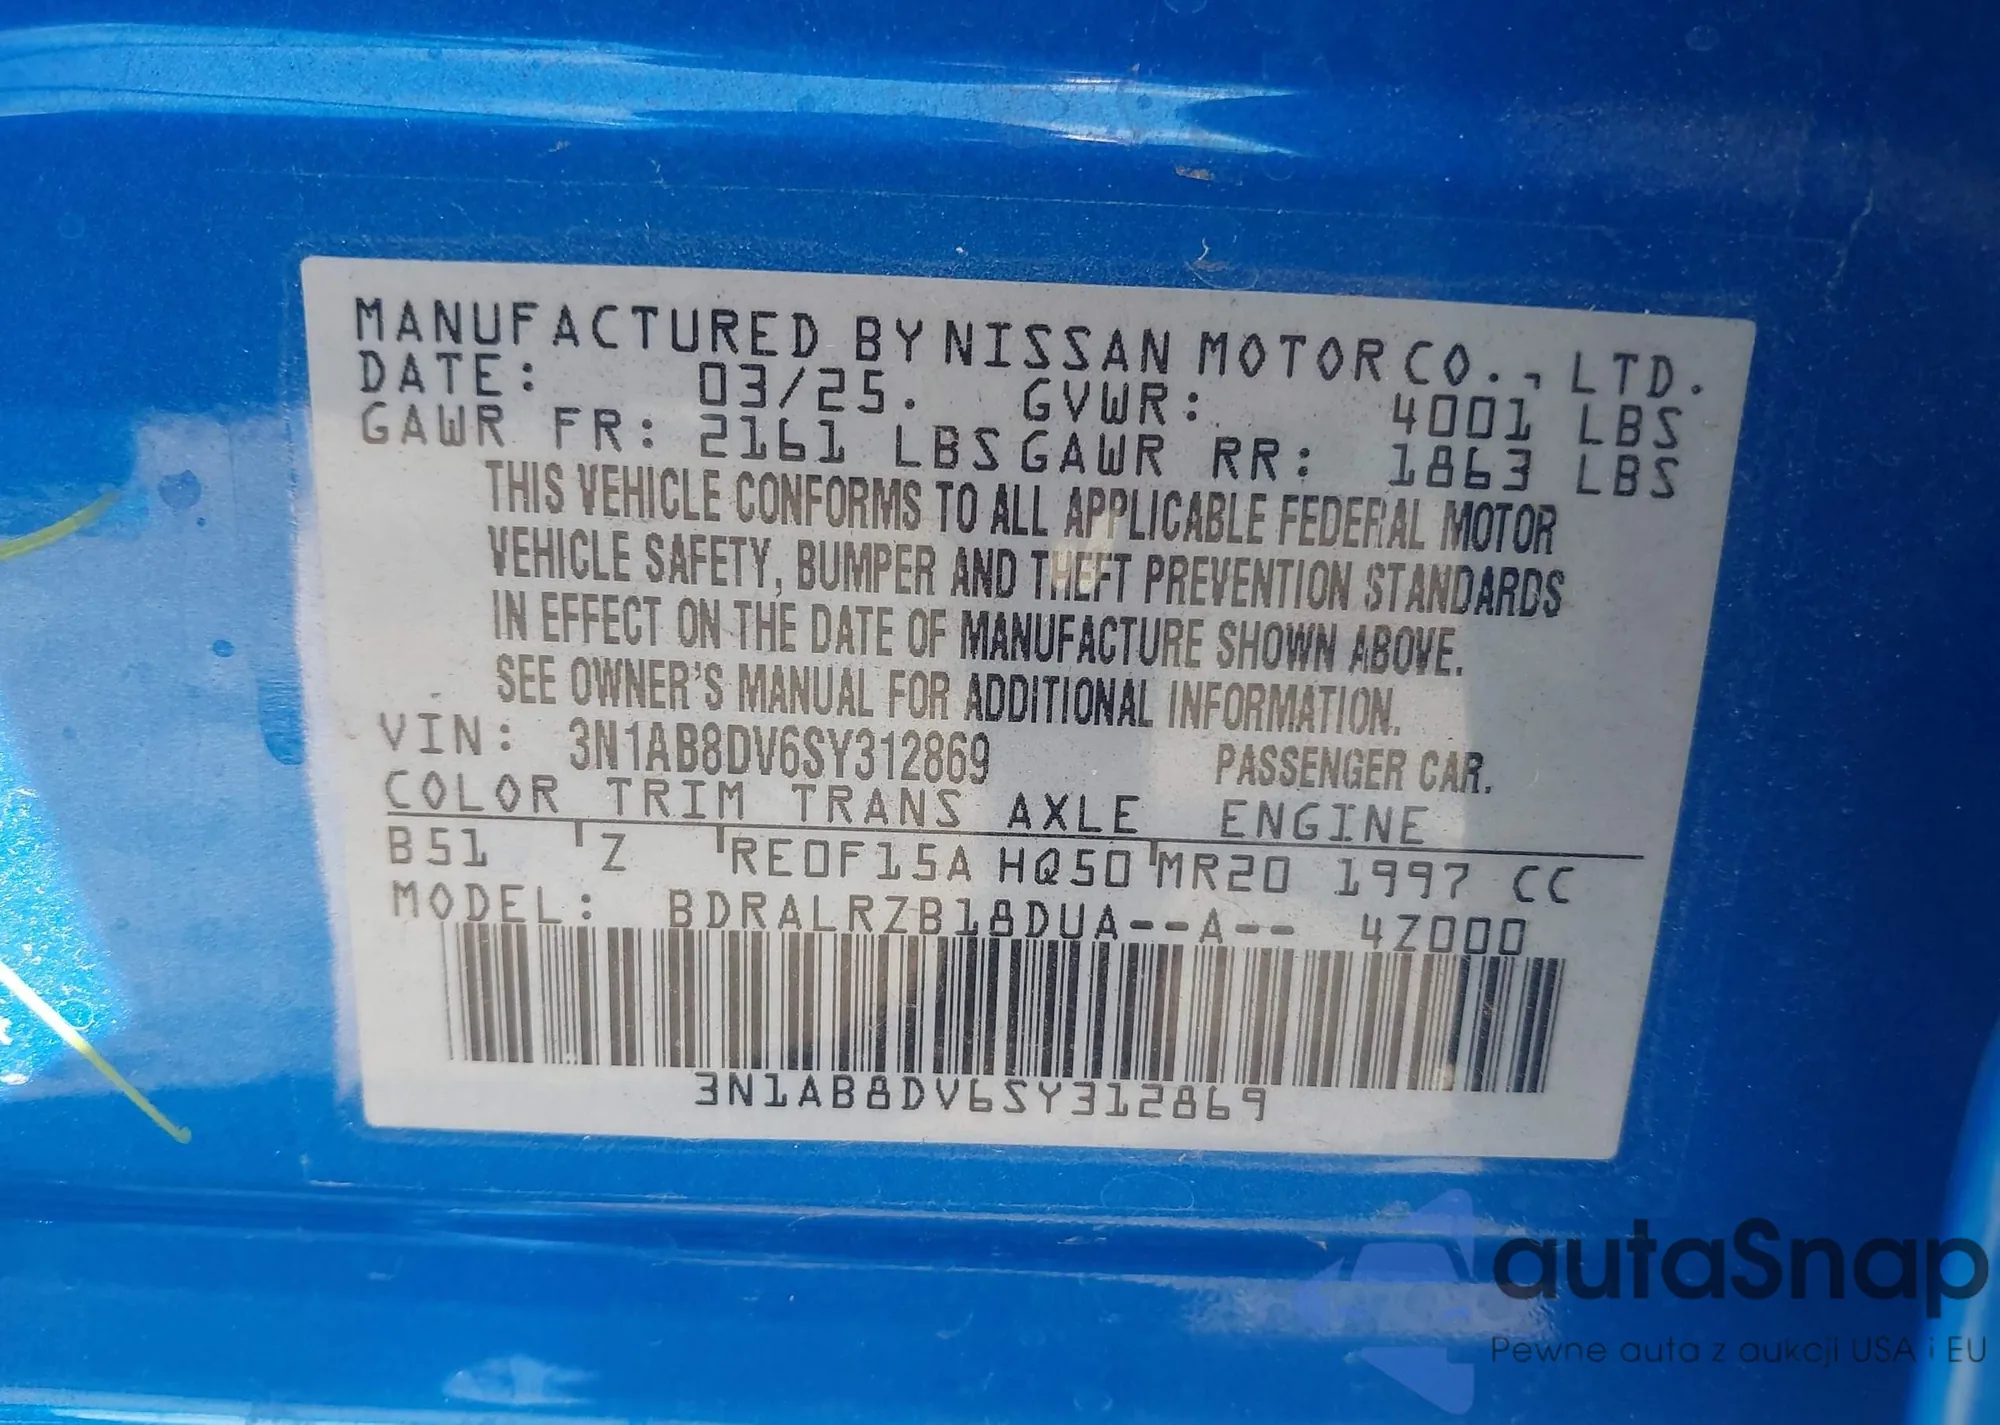 MANUFACTURED BY NISSAN MOTOR CO., LTD.
DATE: 03/25. GVWR: 4001 LBS
GAWR FR: 2161 LBS GAWR RR: 1863 LBS
THIS VEHICLE CONFORMS TO ALL APPLICABLE FEDERAL MOTOR
VEHICLE SAFETY, BUMPER AND THEFT PREVENTION STANDARDS
IN EFFECT ON THE DATE OF MANUFACTURE SHOWN ABOVE.
SEE OWNER'S MANUAL FOR ADDITIONAL INFORMATION.
VIN: 3N1AB8DV6SY312869 PASSENGER CAR.
COLOR TRIM TRANS AXLE ENGINE
B51 Z RE0F15A HQ50 MR20 1997 CC
MODEL: BDRALRZB18DUA--A-- 4Z000
3N1AB8DV6SY312869
autaSnap
Pewne auta z aukcji USA i EU